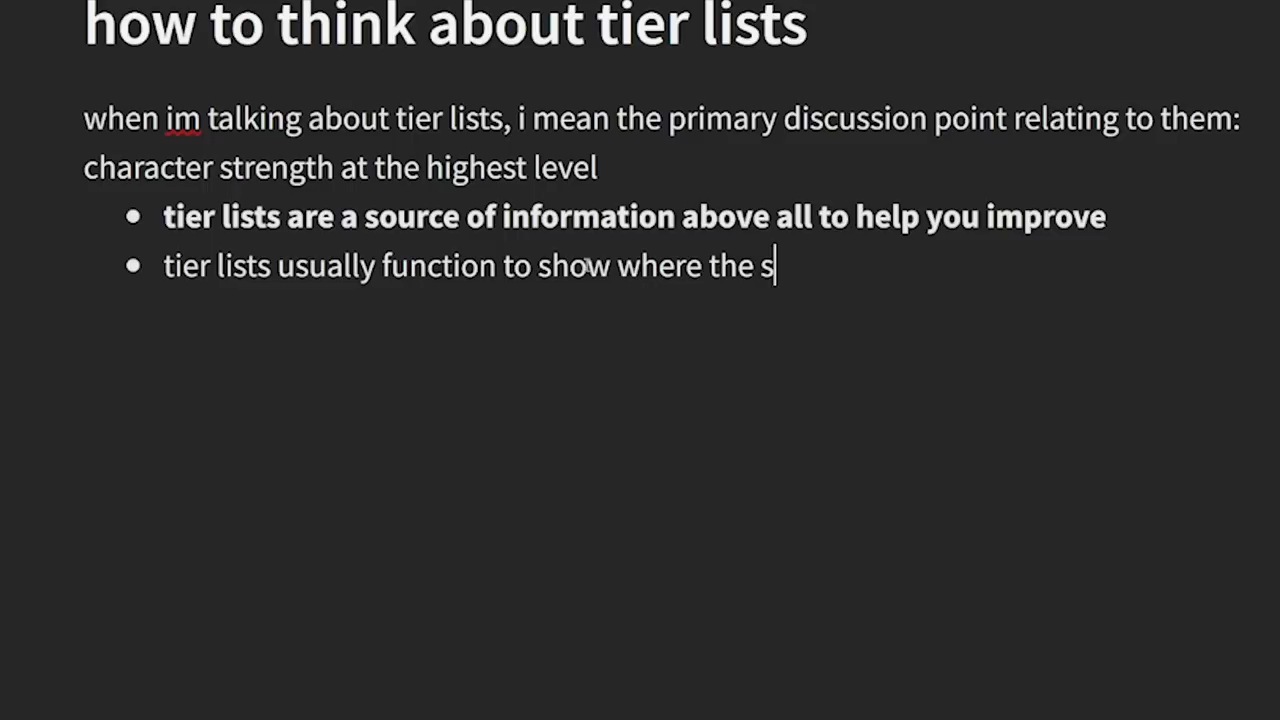 how to think about tier lists
when im talking about tier lists, i mean the primary discussion point relating to them:
character strength at the highest level
• tier lists are a source of information above all to help you improve
• tier lists usually function to show where the s